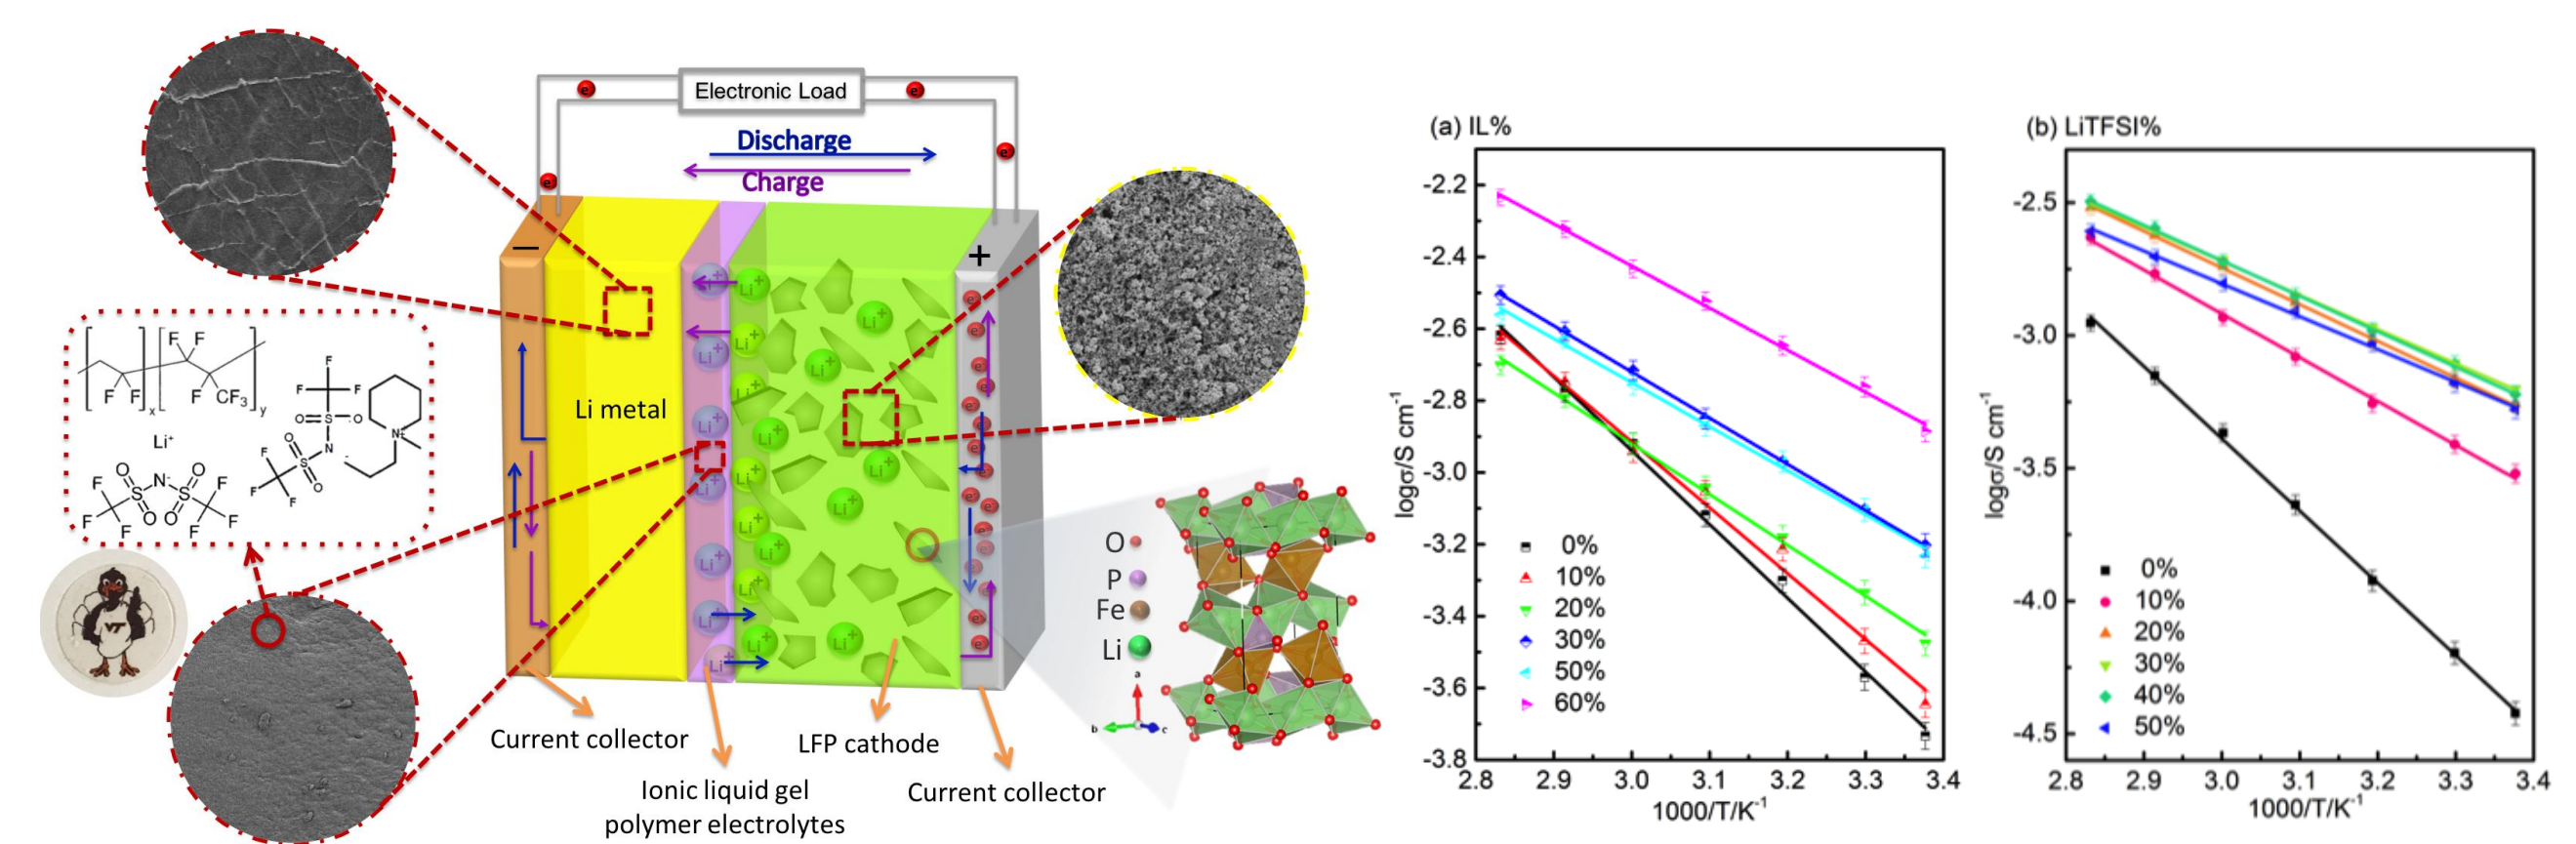 Electronic Load
e
e
e
e
Discharge
Charge
−
+
Li⁺
Li metal
F F
F F
F CF₃
x
y
Li⁺
F
F
F
O
S
O
N
S
O
O
F
F
F
F
F
F
S
O
O
N⁻
S
O
O
F
F
F
N⁺
VT
Current collector
Ionic liquid gel
polymer electrolytes
LFP cathode
Current collector
O
P
Fe
Li
a
b
c
(a) IL%
logσ/S cm⁻¹
-2.2
-2.4
-2.6
-2.8
-3.0
-3.2
-3.4
-3.6
-3.8
0%
10%
20%
30%
50%
60%
2.8 2.9 3.0 3.1 3.2 3.3 3.4
1000/T/K⁻¹
(b) LiTFSI%
logσ/S cm⁻¹
-2.5
-3.0
-3.5
-4.0
-4.5
0%
10%
20%
30%
40%
50%
2.8 2.9 3.0 3.1 3.2 3.3 3.4
1000/T/K⁻¹